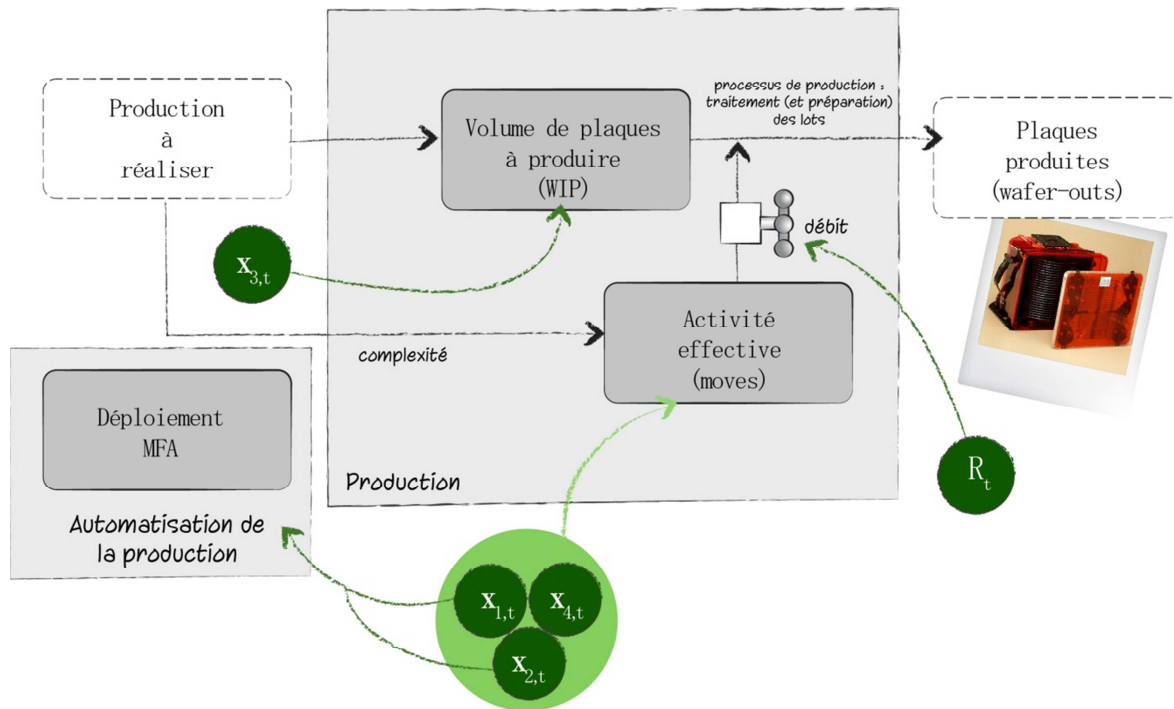 Production
à
réaliser
Volume de plaques
à produire
(WIP)
processus de production :
traitement (et préparation)
des lots
Plaques
produites
(wafer-outs)
débit
x3,t
complexité
Activité
effective
(moves)
Déploiement
MFA
Production
Rt
Automatisation de
la production
x1,t
x4,t
x2,t